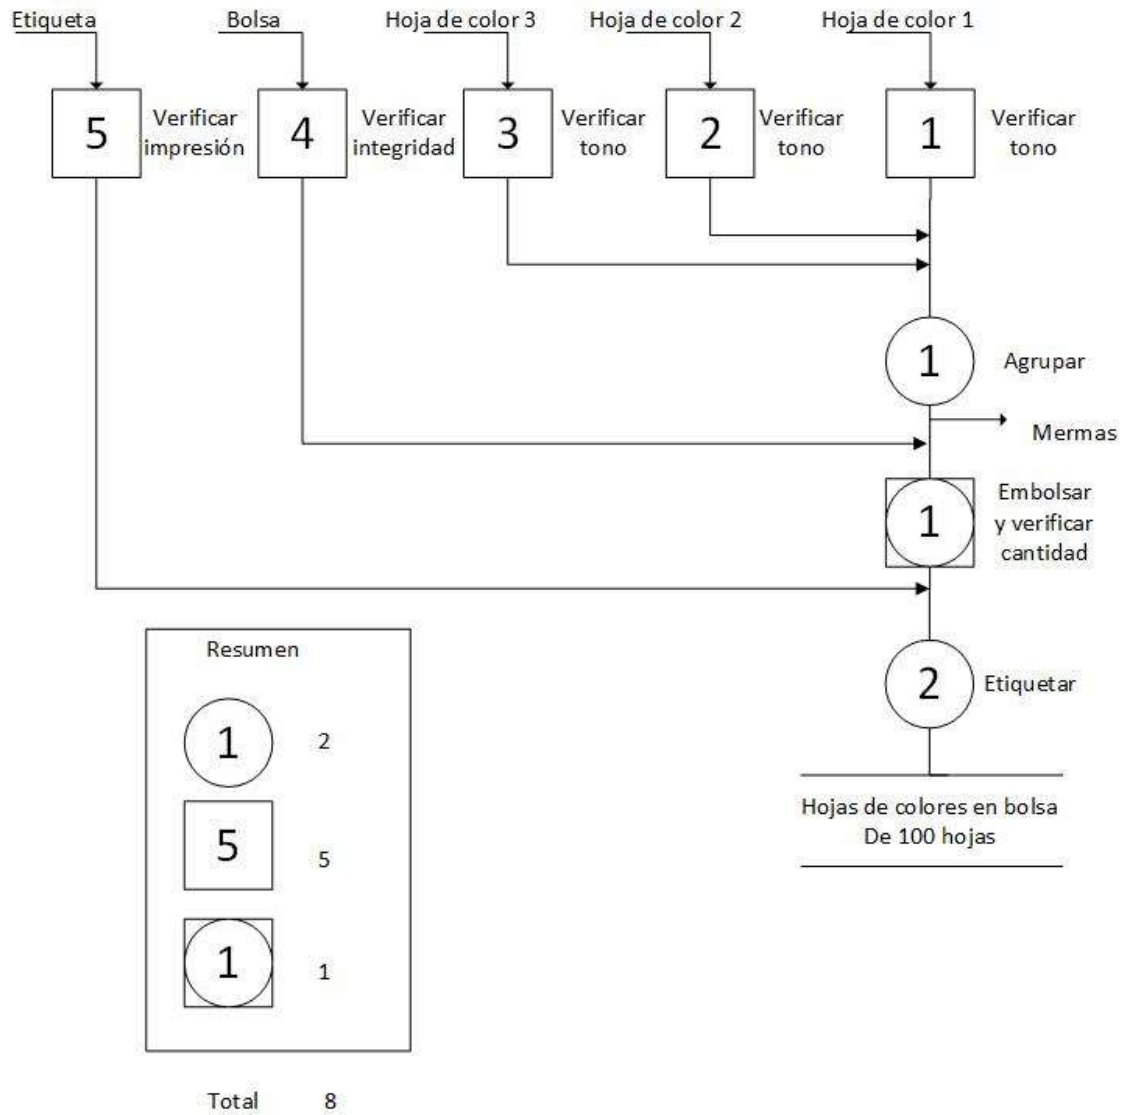 Etiqueta
Bolsa
Hoja de color 3
Hoja de color 2
Hoja de color 1
5
Verificar
impresión
4
Verificar
integridad
3
Verificar
tono
2
Verificar
tono
1
Verificar
tono
1
Agrupar
Mermas
1
Embolsar
y verificar
cantidad
2
Etiquetar
Hojas de colores en bolsa
De 100 hojas
Resumen
1
2
5
5
1
1
Total 8